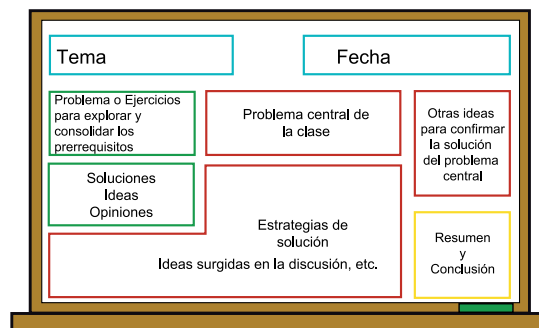 Tema
Fecha
Problema o Ejercicios
para explorar y
consolidar los
prerrequisitos
Soluciones
Ideas
Opiniones
Problema central de
la clase
Estrategias de
solución
Ideas surgidas en la discusión, etc.
Otras ideas
para confirmar
la solución
del problema
central
Resumen
y
Conclusión